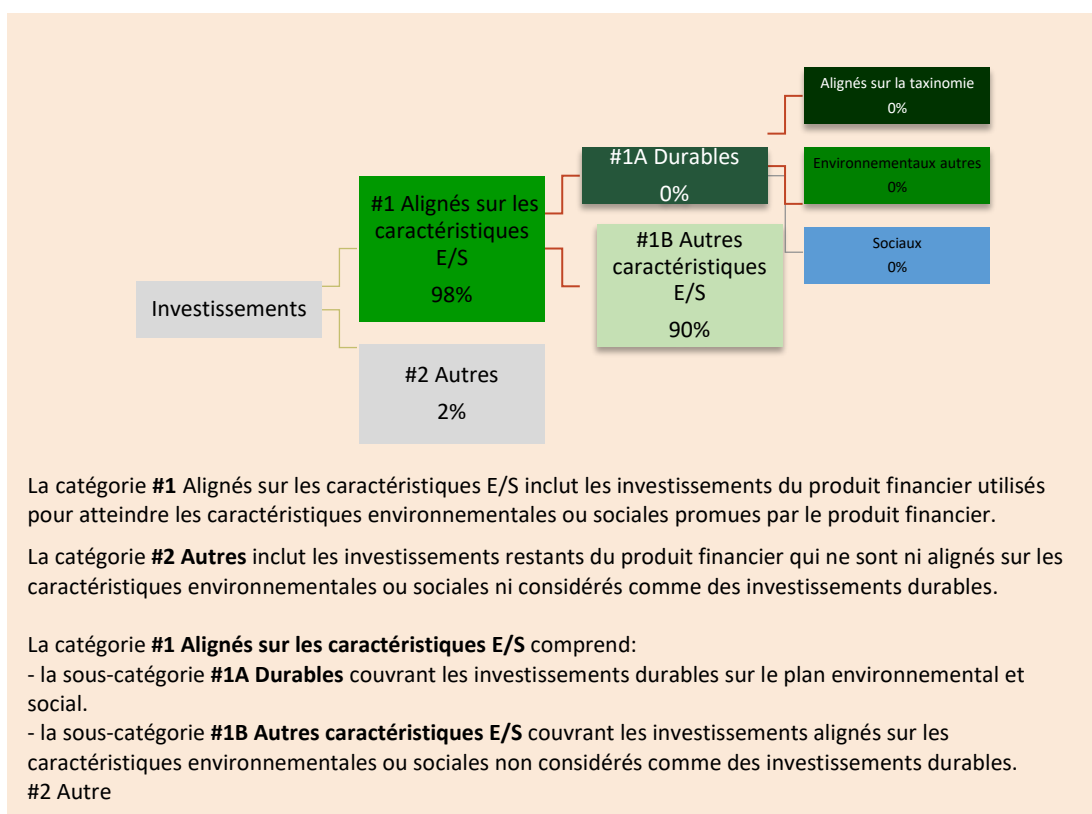 Alignés sur la taxinomie
0%
#1A Durables
0%
Environnementaux autres
0%
#1 Alignés sur les
caractéristiques
E/S
98%
#1B Autres
caractéristiques
E/S
90%
Sociaux
0%
Investissements
#2 Autres
2%
La catégorie #1 Alignés sur les caractéristiques E/S inclut les investissements du produit financier utilisés
pour atteindre les caractéristiques environnementales ou sociales promues par le produit financier.
La catégorie #2 Autres inclut les investissements restants du produit financier qui ne sont ni alignés sur les
caractéristiques environnementales ou sociales ni considérés comme des investissements durables.
La catégorie #1 Alignés sur les caractéristiques E/S comprend:
- la sous-catégorie #1A Durables couvrant les investissements durables sur le plan environnemental et
social.
- la sous-catégorie #1B Autres caractéristiques E/S couvrant les investissements alignés sur les
caractéristiques environnementales ou sociales non considérés comme des investissements durables.
#2 Autre